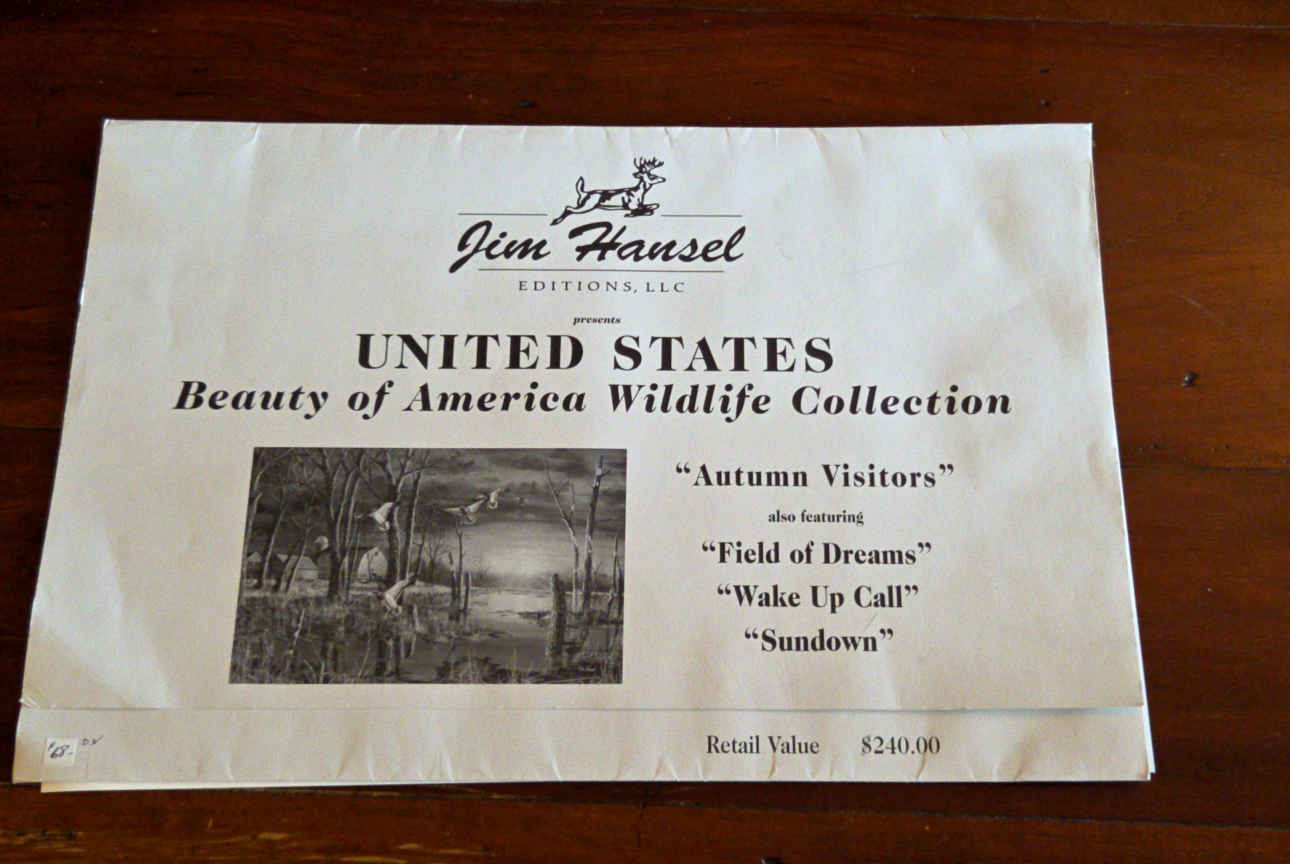 Jim Hansel
EDITIONS, LLC
presents
UNITED STATES
Beauty of America Wildlife Collection
“Autumn Visitors”
also featuring
“Field of Dreams”
“Wake Up Call”
“Sundown”
Retail Value $240.00
$68-